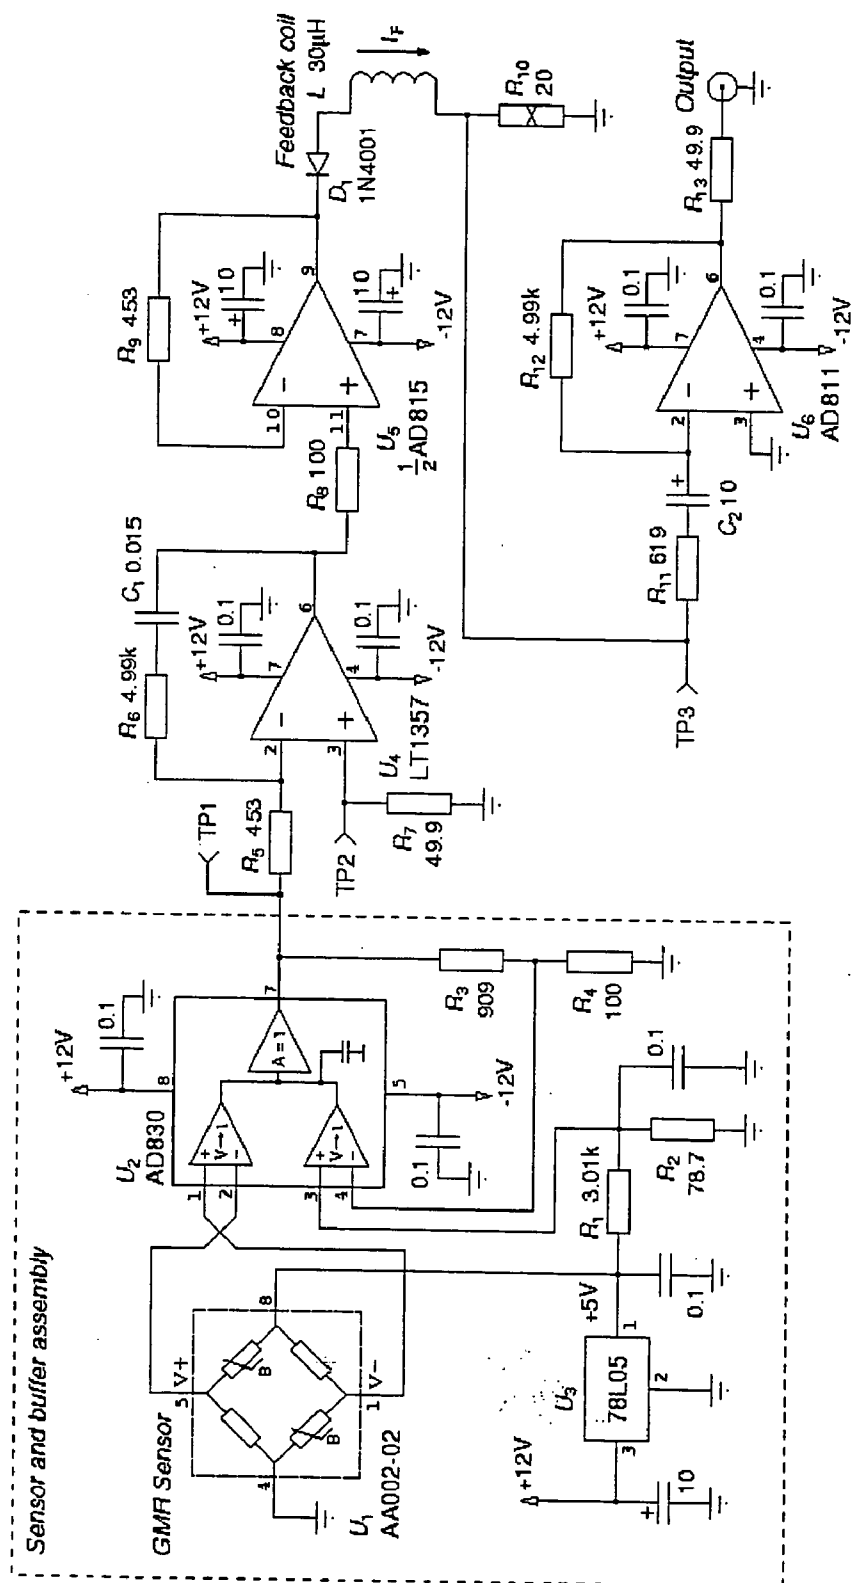 Sensor and buffer assembly
GMR Sensor
U1
AA002-02
5
V+
B
B
4
8
1
V-
U2
AD830
+12V
0.1
8
1
2
3
4
+
V→I
-
+
V→I
-
A=1
7
5
0.1
-12V
R3
909
R4
100
+12V
10
+
U3
78L05
3
2
1
+5V
0.1
R1 3.01k
R2
78.7
0.1
TP1
R5 453
TP2
R7
49.9
R6 4.99k
C1 0.015
U4
LT1357
2
3
-
+
6
7
4
+12V
0.1
0.1
-12V
R8 100
R9 453
U5
½AD815
10
11
-
+
9
8
7
+12V
+
10
10
+
-12V
D1
1N4001
Feedback coil
L 30µH
IF
R10
20
TP3
R11 619
C2 10
+
R12 4.99k
U6
AD811
2
3
-
+
6
7
4
+12V
0.1
0.1
-12V
R13 49.9
Output